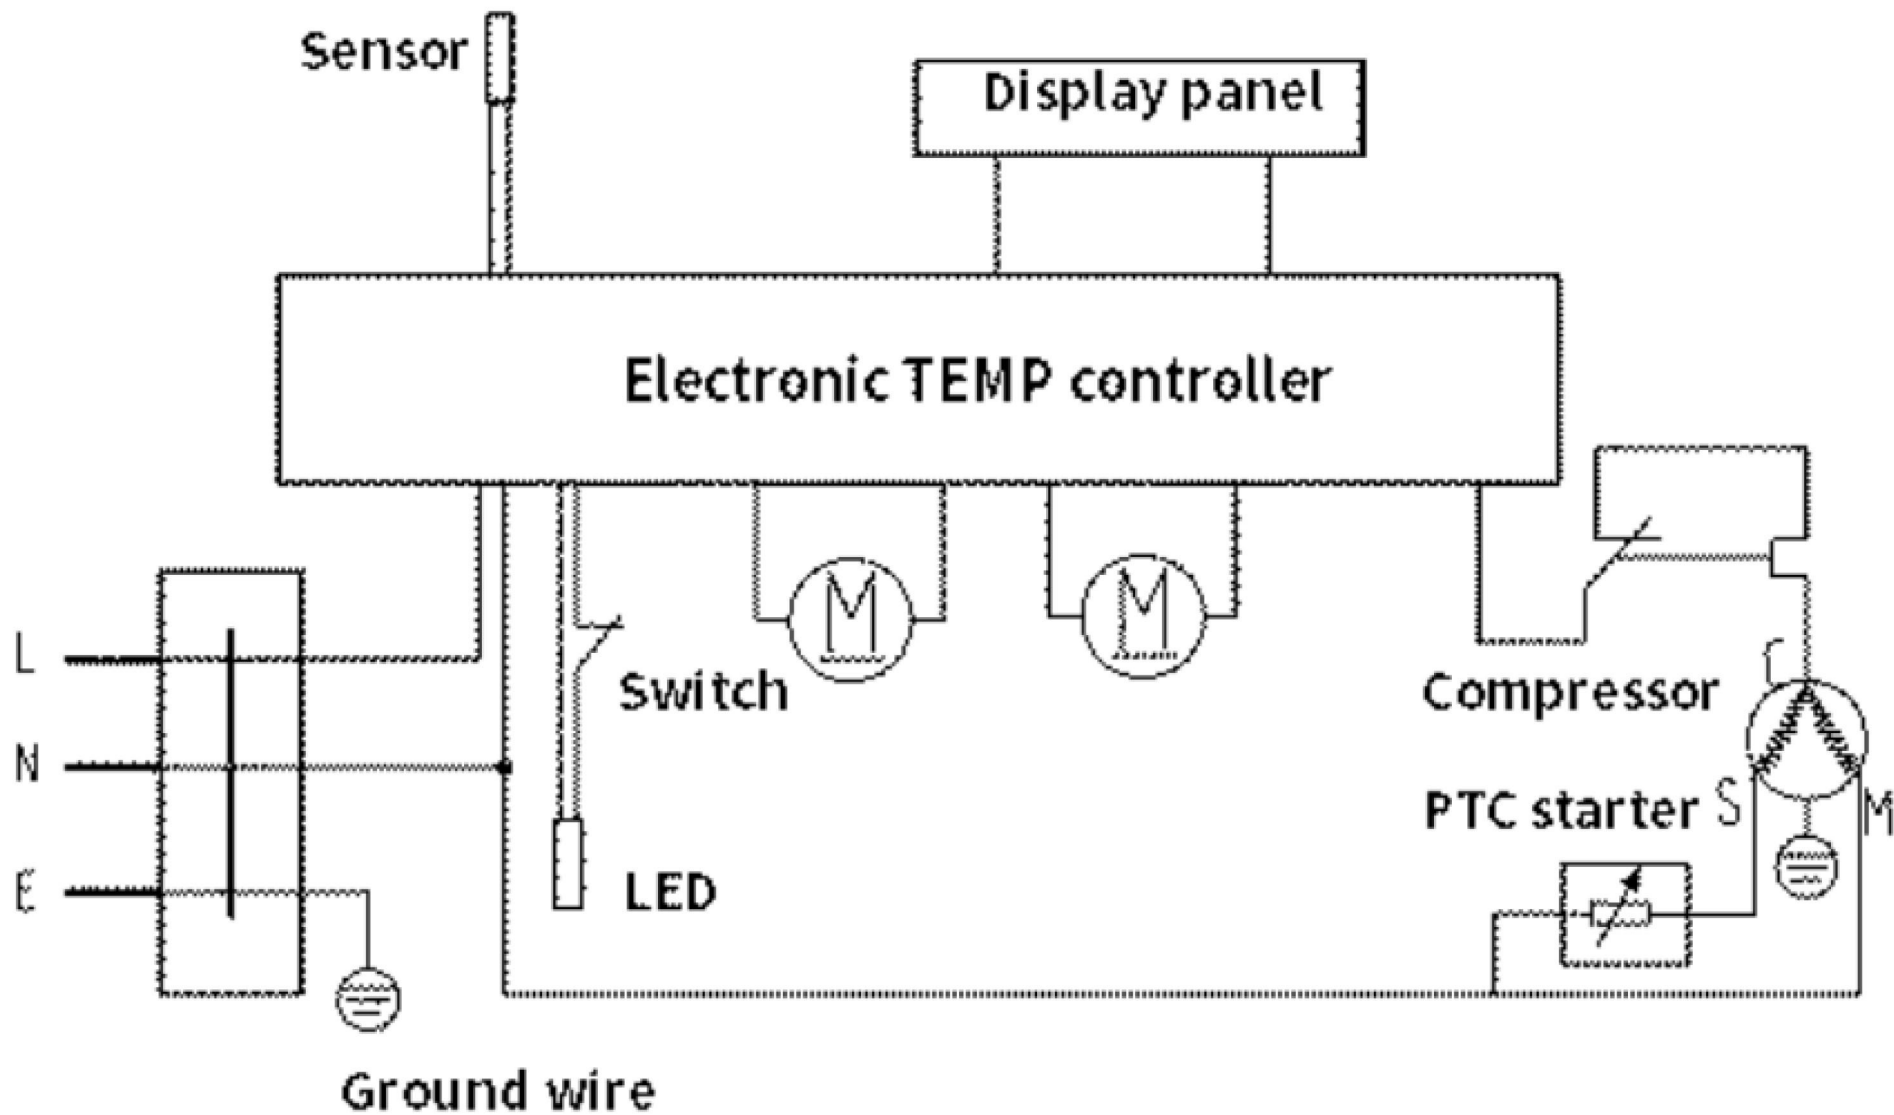 Sensor
Display panel
Electronic TEMP controller
M
M
L
Switch
Compressor
C
N
PTC starter
S
M
E
LED
Ground wire